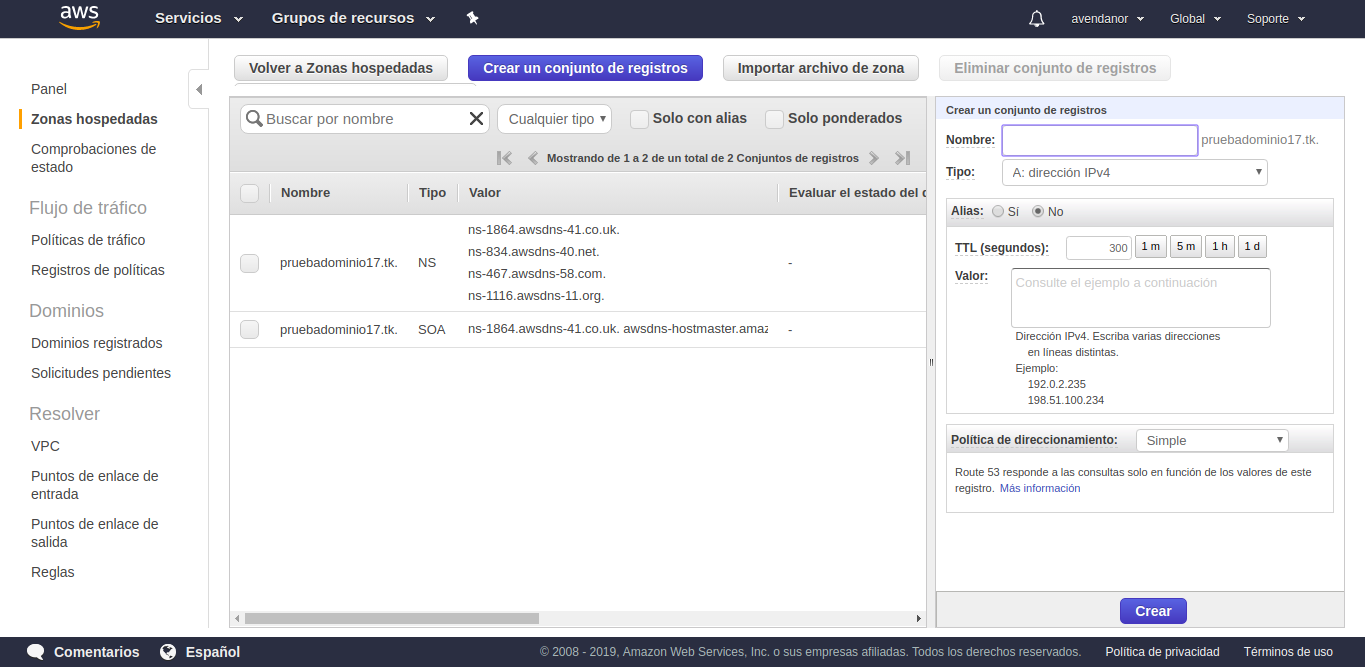 aws
Servicios
Grupos de recursos
avendanor
Global
Soporte
Panel
Zonas hospedadas
Comprobaciones de
estado
Flujo de tráfico
Políticas de tráfico
Registros de políticas
Dominios
Dominios registrados
Solicitudes pendientes
Resolver
VPC
Puntos de enlace de
entrada
Puntos de enlace de
salida
Reglas
Volver a Zonas hospedadas
Crear un conjunto de registros
Importar archivo de zona
Eliminar conjunto de registros
Buscar por nombre
Cualquier tipo
Solo con alias
Solo ponderados
Mostrando de 1 a 2 de un total de 2 Conjuntos de registros
Nombre Tipo Valor Evaluar el estado del d
pruebadominio17.tk. NS
ns-1864.awsdns-41.co.uk.
ns-834.awsdns-40.net.
ns-467.awsdns-58.com.
ns-1116.awsdns-11.org.
-
pruebadominio17.tk. SOA ns-1864.awsdns-41.co.uk. awsdns-hostmaster.amaz -
Crear un conjunto de registros
Nombre: pruebadominio17.tk.
Tipo: A: dirección IPv4
Alias: Sí No
TTL (segundos): 300 1 m 5 m 1 h 1 d
Valor: Consulte el ejemplo a continuación
Dirección IPv4. Escriba varias direcciones
en líneas distintas.
Ejemplo:
192.0.2.235
198.51.100.234
Política de direccionamiento: Simple
Route 53 responde a las consultas solo en función de los valores de este
registro. Más información
Crear
Comentarios
Español
© 2008 - 2019, Amazon Web Services, Inc. o sus empresas afiliadas. Todos los derechos reservados.
Política de privacidad
Términos de uso